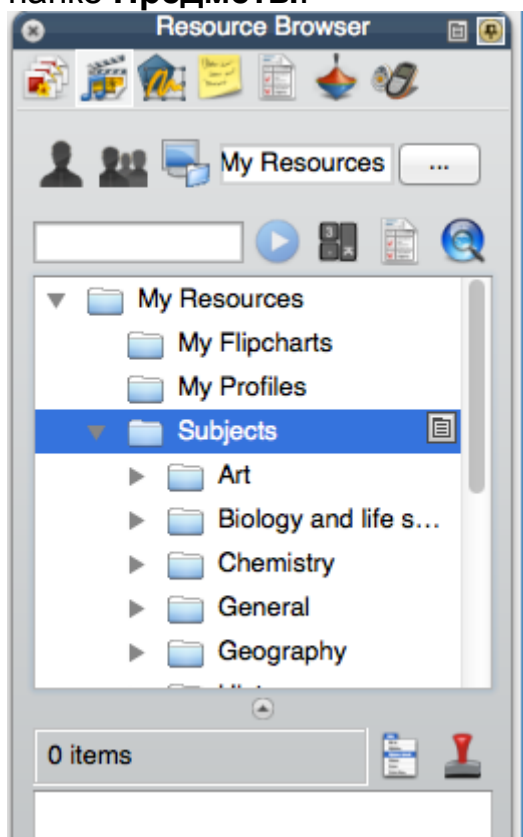 папке Предметы.
Resource Browser
My Resources ...
My Resources
My Flipcharts
My Profiles
Subjects
Art
Biology and life s...
Chemistry
General
Geography
0 items